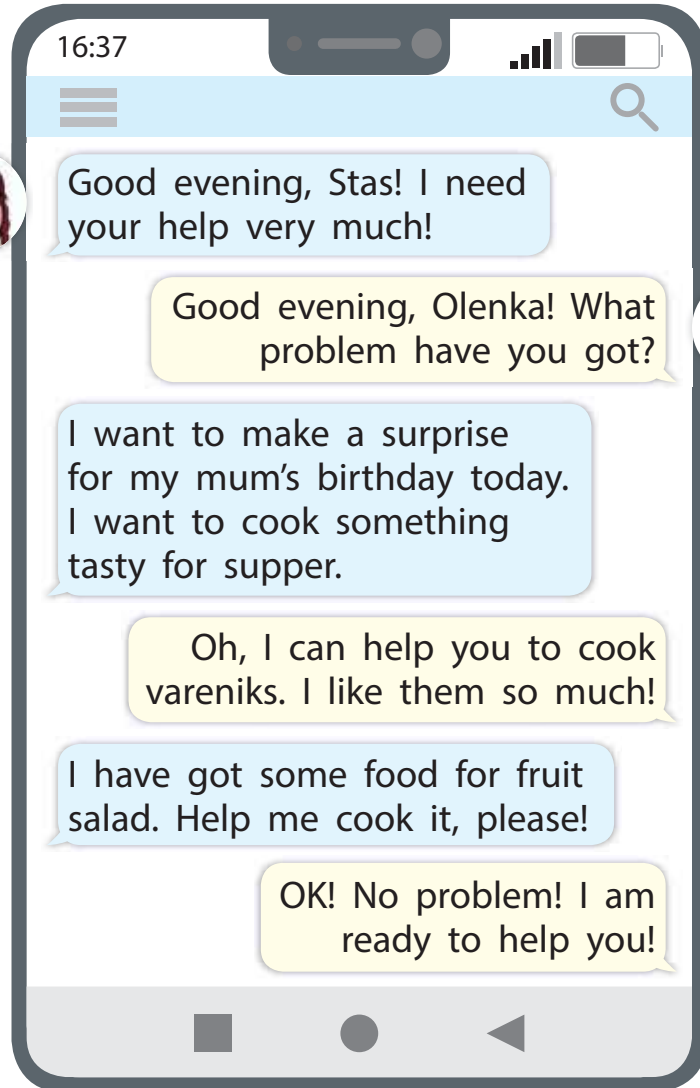 16:37
Good evening, Stas! I need
your help very much!
Good evening, Olenka! What
problem have you got?
I want to make a surprise
for my mum’s birthday today.
I want to cook something
tasty for supper.
Oh, I can help you to cook
vareniks. I like them so much!
I have got some food for fruit
salad. Help me cook it, please!
OK! No problem! I am
ready to help you!